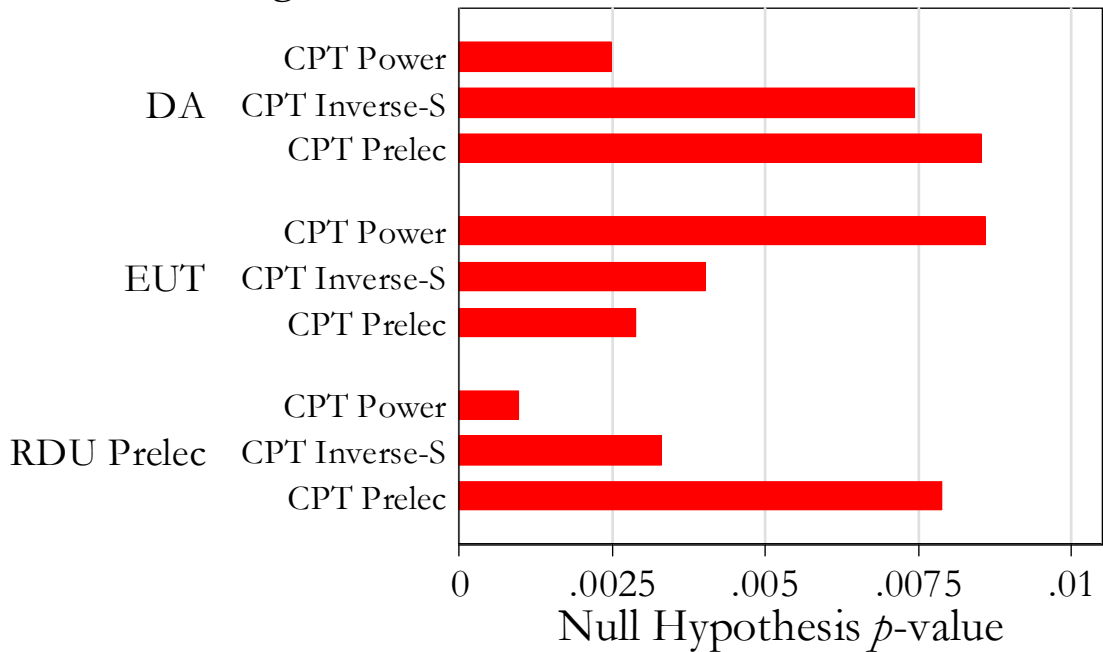 CPT Power
DA CPT Inverse-S
CPT Prelec
CPT Power
EUT CPT Inverse-S
CPT Prelec
CPT Power
RDU Prelec CPT Inverse-S
CPT Prelec
0 .0025 .005 .0075 .01
Null Hypothesis p-value